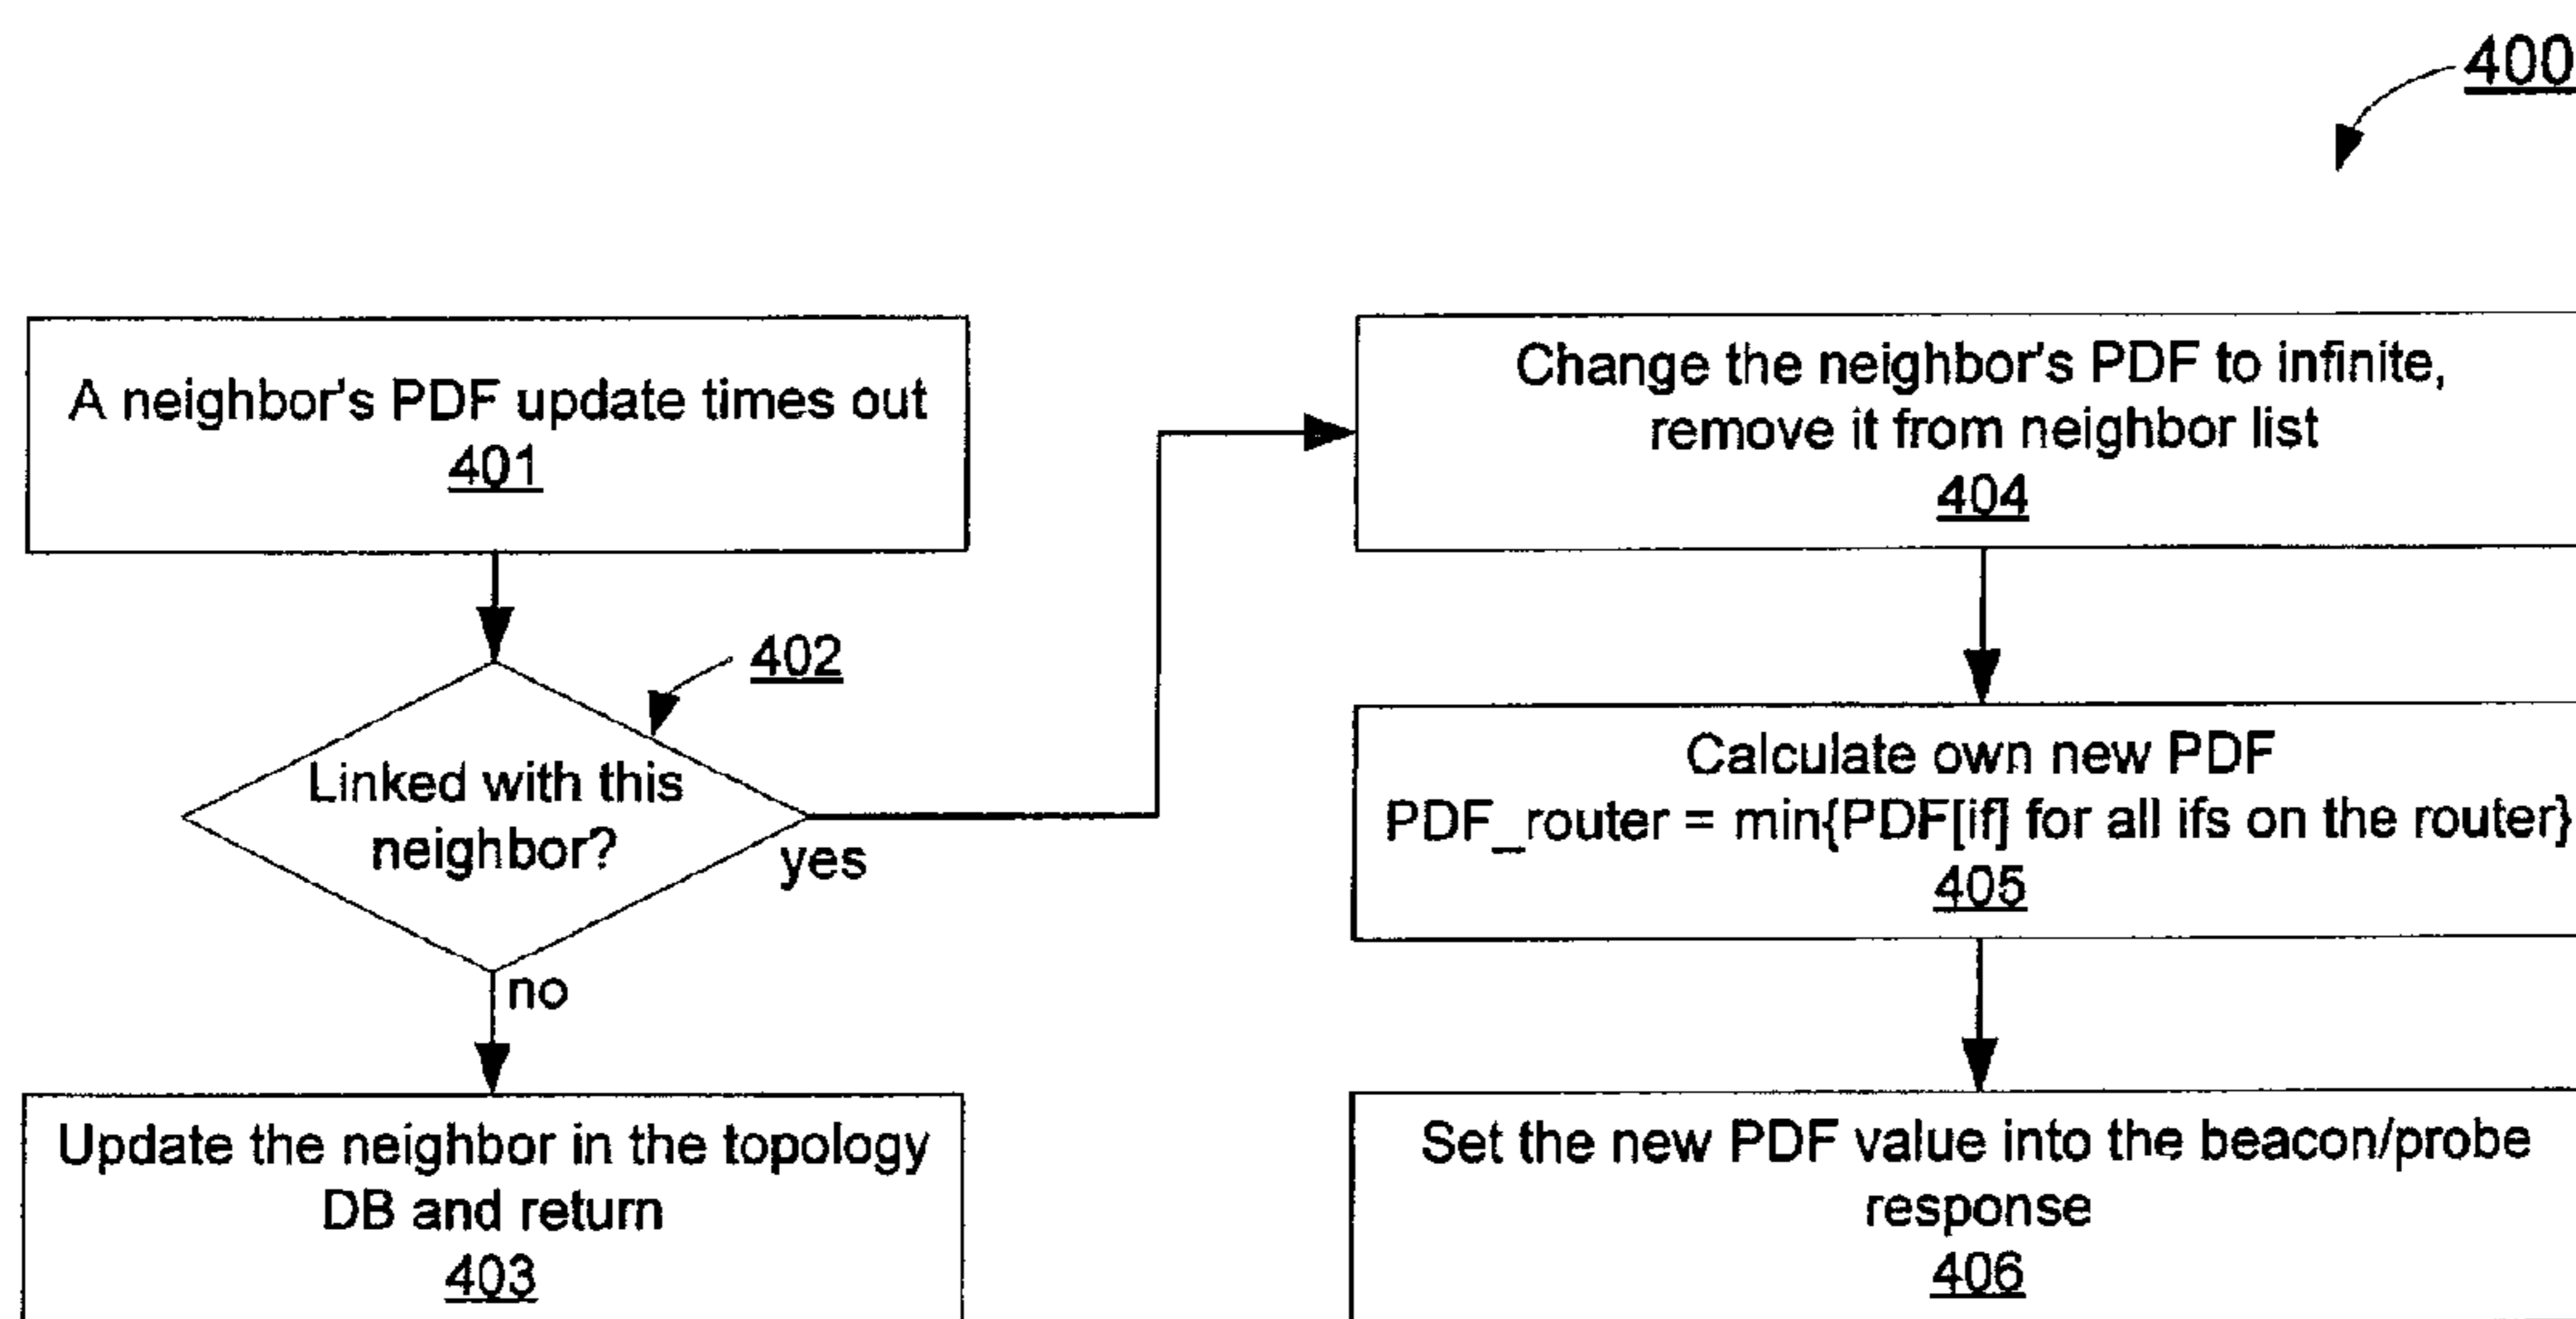 400
A neighbor's PDF update times out
401
402
Linked with this
neighbor?
yes
no
Update the neighbor in the topology
DB and return
403
Change the neighbor's PDF to infinite,
remove it from neighbor list
404
Calculate own new PDF
PDF_router = min{PDF[if] for all ifs on the router}
405
Set the new PDF value into the beacon/probe
response
406